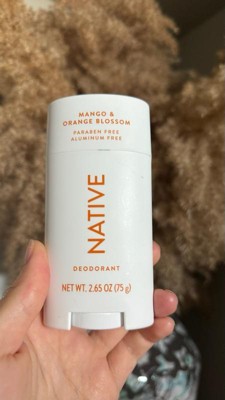 MANGO &
ORANGE BLOSSOM
PARABEN FREE
ALUMINUM FREE
NATIVE
DEODORANT
NET WT. 2.65 OZ (75 g)